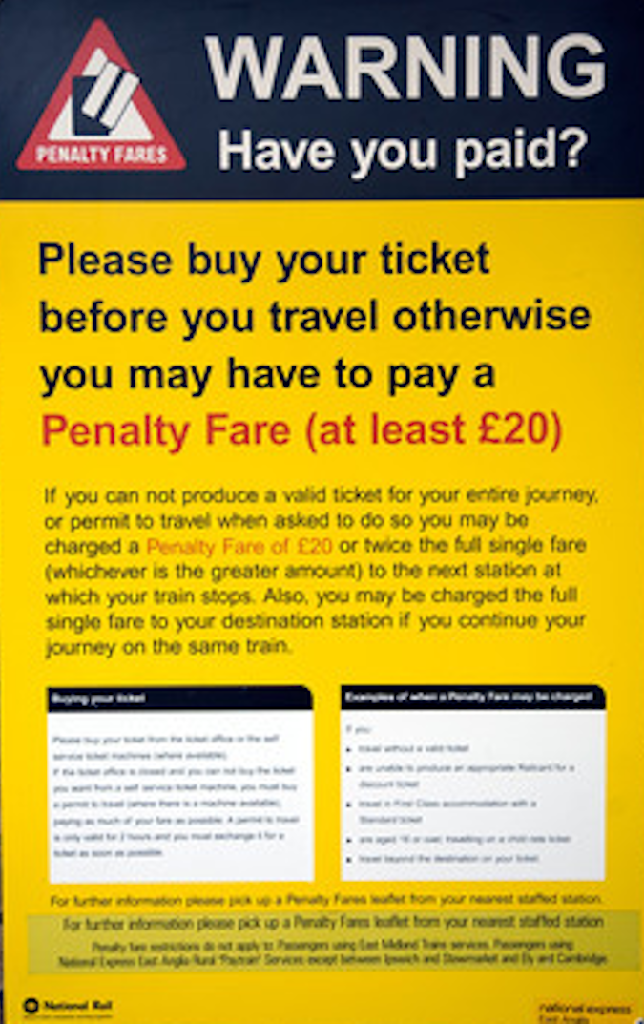 WARNING
Have you paid?
PENALTY FARES
Please buy your ticket
before you travel otherwise
you may have to pay a
Penalty Fare (at least £20)
If you can not produce a valid ticket for your entire journey,
or permit to travel when asked to do so you may be
charged a Penalty Fare of £20 or twice the full single fare
(whichever is the greater amount) to the next station at
which your train stops. Also, you may be charged the full
single fare to your destination station if you continue your
journey on the same train.
Buying your ticket
Please buy your ticket from the ticket office or the self
service ticket machines (where available).
If the ticket office is closed and you can not buy the ticket
you want from a self service ticket machine, you must buy
a permit to travel (where there is a machine available),
paying as much of your fare as possible. A permit to travel
is only valid for 2 hours and you must exchange it for a
ticket as soon as possible.
Examples of when a Penalty Fare may be charged
If you:
• travel without a valid ticket
• are unable to produce an appropriate Railcard for a
discount ticket
• travel in First Class accommodation with a
Standard ticket
• are aged 16 or over, travelling on a child rate ticket
• travel beyond the destination on your ticket.
For further information please pick up a Penalty Fares leaflet from your nearest staffed station.
For further information please pick up a Penalty Fares leaflet from your nearest staffed station
Penalty fare restrictions do not apply to: Passengers using East Midland Trains services. Passengers using
National Express East Anglia Rural 'Paytrain' Services except between Ipswich and Stowmarket and Ely and Cambridge.
National Rail
national express
East Anglia